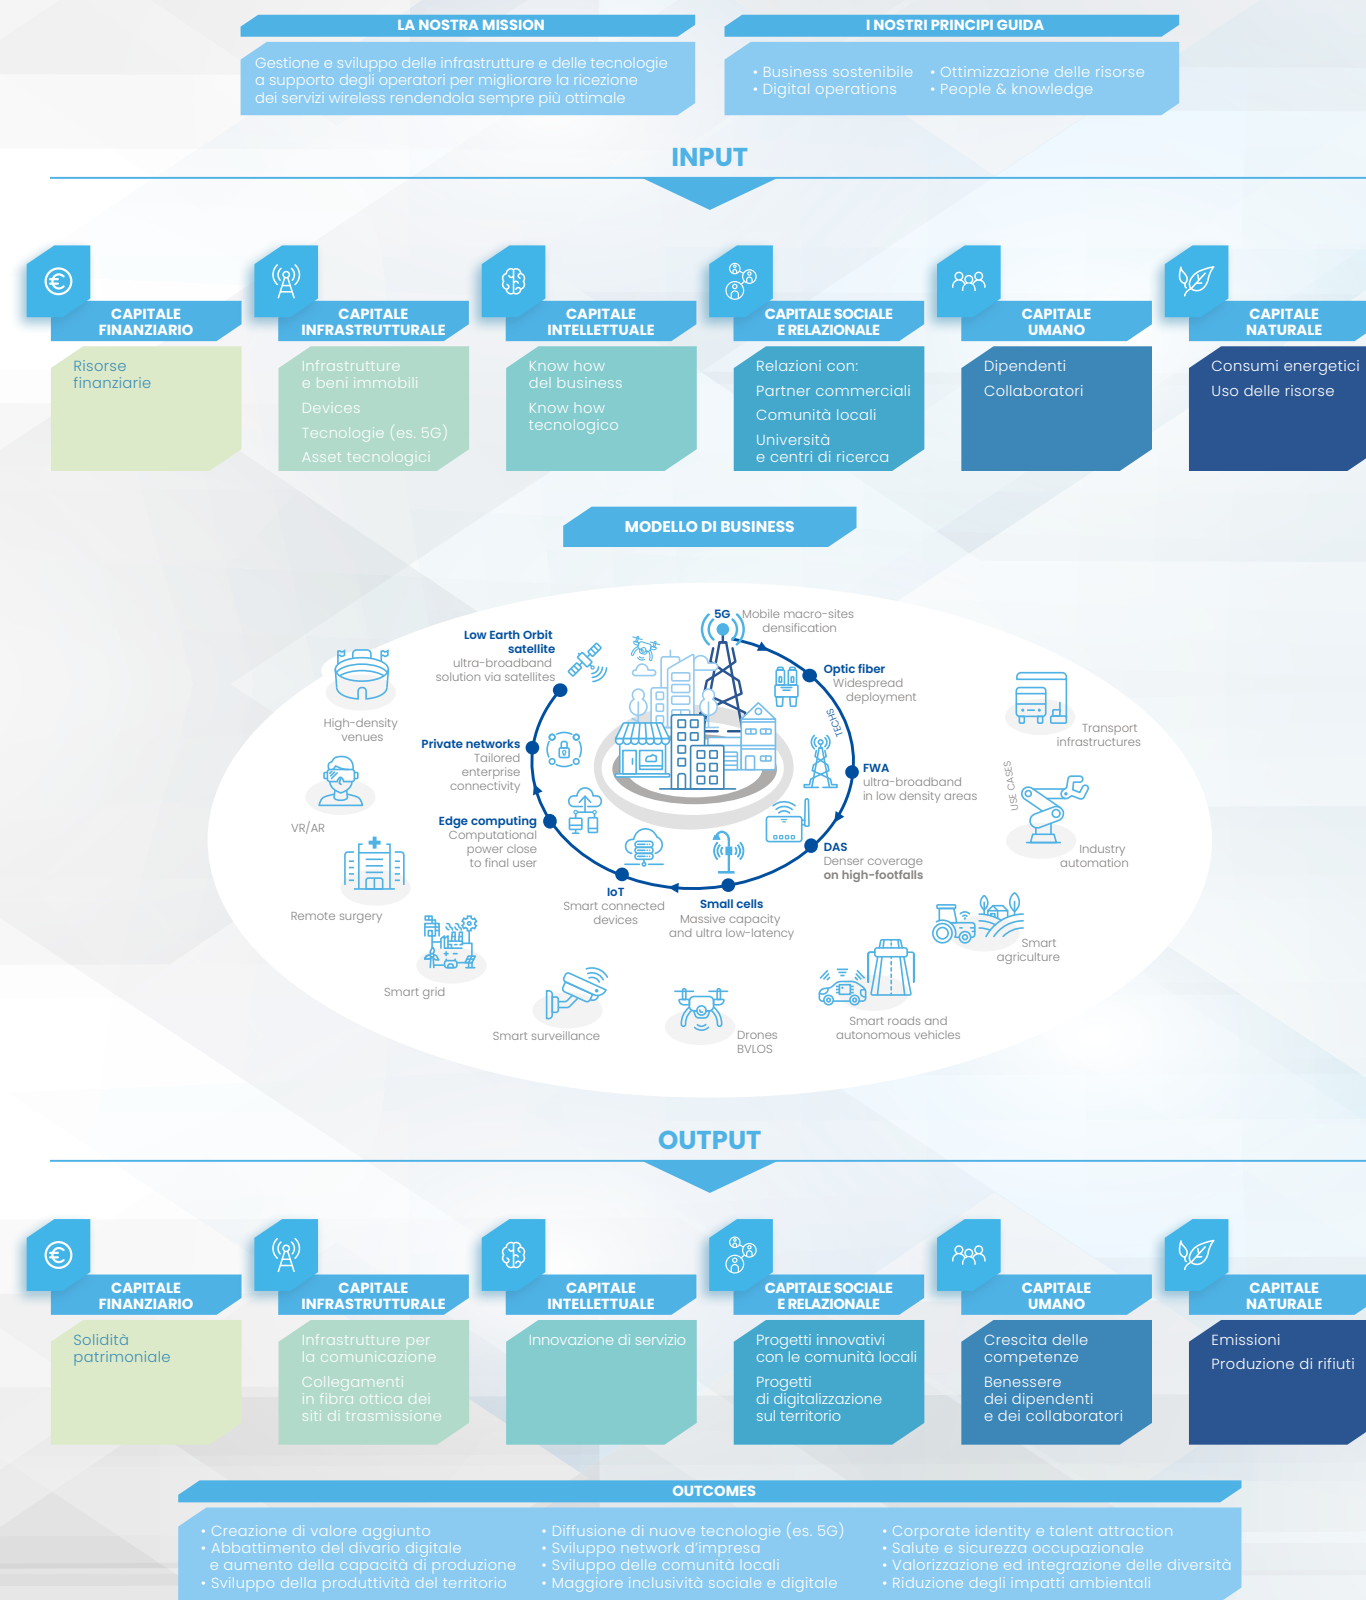 LA NOSTRA MISSION
Gestione e sviluppo delle infrastrutture e delle tecnologie
a supporto degli operatori per migliorare la ricezione
dei servizi wireless rendendola sempre più ottimale
I NOSTRI PRINCIPI GUIDA
• Business sostenibile
• Digital operations
• Ottimizzazione delle risorse
• People & knowledge
INPUT
CAPITALE
FINANZIARIO
Risorse
finanziarie
CAPITALE
INFRASTRUTTURALE
Infrastrutture
e beni immobili
Devices
Tecnologie (es. 5G)
Asset tecnologici
CAPITALE
INTELLETTUALE
Know how
del business
Know how
tecnologico
CAPITALE SOCIALE
E RELAZIONALE
Relazioni con:
Partner commerciali
Comunità locali
Università
e centri di ricerca
CAPITALE
UMANO
Dipendenti
Collaboratori
CAPITALE
NATURALE
Consumi energetici
Uso delle risorse
MODELLO DI BUSINESS
5G
Mobile macro-sites
densification
Optic fiber
Widespread
deployment
TECHS
FWA
ultra-broadband
in low density areas
DAS
Denser coverage
on high-footfalls
Small cells
Massive capacity
and ultra low-latency
IoT
Smart connected
devices
Edge computing
Computational
power close
to final user
Private networks
Tailored
enterprise
connectivity
Low Earth Orbit
satellite
ultra-broadband
solution via satellites
Transport
infrastructures
USE CASES
Industry
automation
Smart
agriculture
Smart roads and
autonomous vehicles
Drones
BVLOS
Smart surveillance
Smart grid
Remote surgery
VR/AR
High-density
venues
OUTPUT
CAPITALE
FINANZIARIO
Solidità
patrimoniale
CAPITALE
INFRASTRUTTURALE
Infrastrutture per
la comunicazione
Collegamenti
in fibra ottica dei
siti di trasmissione
CAPITALE
INTELLETTUALE
Innovazione di servizio
CAPITALE SOCIALE
E RELAZIONALE
Progetti innovativi
con le comunità locali
Progetti
di digitalizzazione
sul territorio
CAPITALE
UMANO
Crescita delle
competenze
Benessere
dei dipendenti
e dei collaboratori
CAPITALE
NATURALE
Emissioni
Produzione di rifiuti
OUTCOMES
• Creazione di valore aggiunto
• Abbattimento del divario digitale
e aumento della capacità di produzione
• Sviluppo della produttività del territorio
• Diffusione di nuove tecnologie (es. 5G)
• Sviluppo network d’impresa
• Sviluppo delle comunità locali
• Maggiore inclusività sociale e digitale
• Corporate identity e talent attraction
• Salute e sicurezza occupazionale
• Valorizzazione ed integrazione delle diversità
• Riduzione degli impatti ambientali